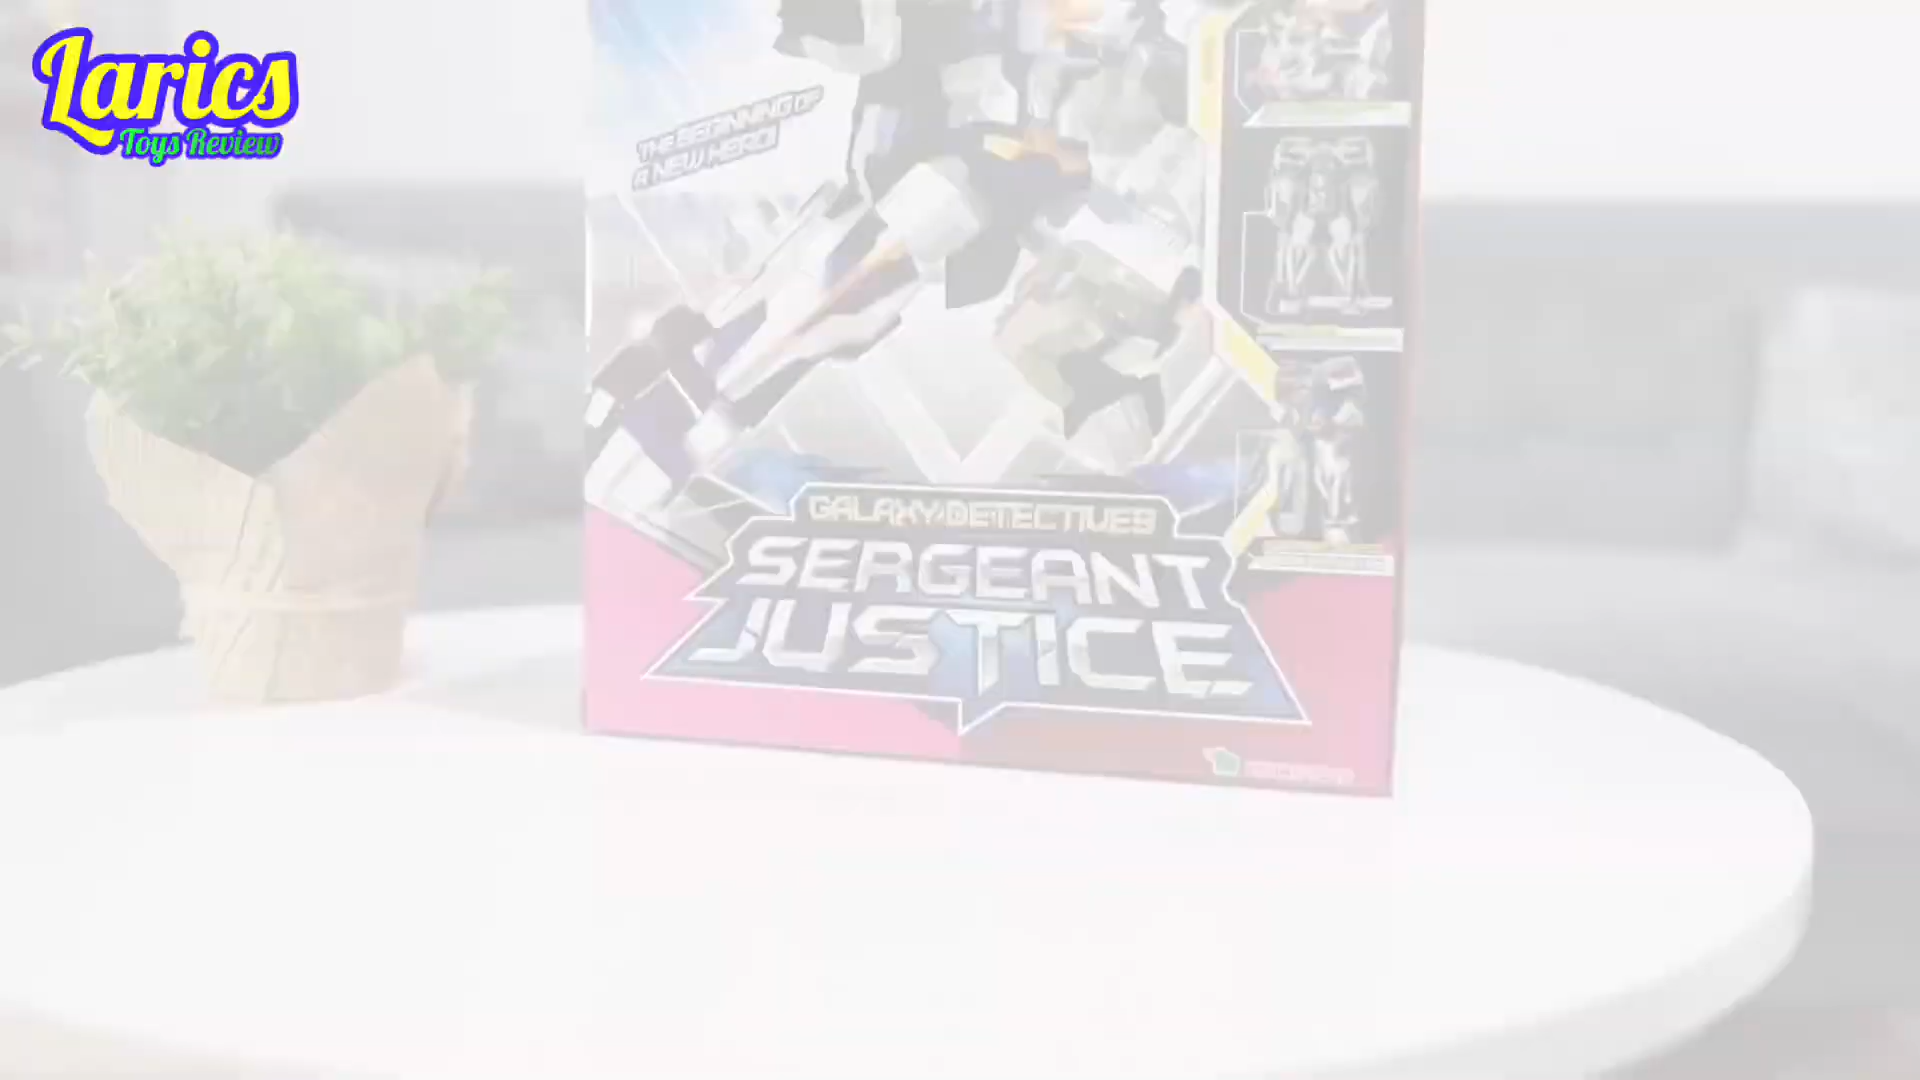 Larics
Toys Review
THE BEGINNING OF
A NEW HERO!
GALAXY DETECTIVES
SERGEANT
JUSTICE